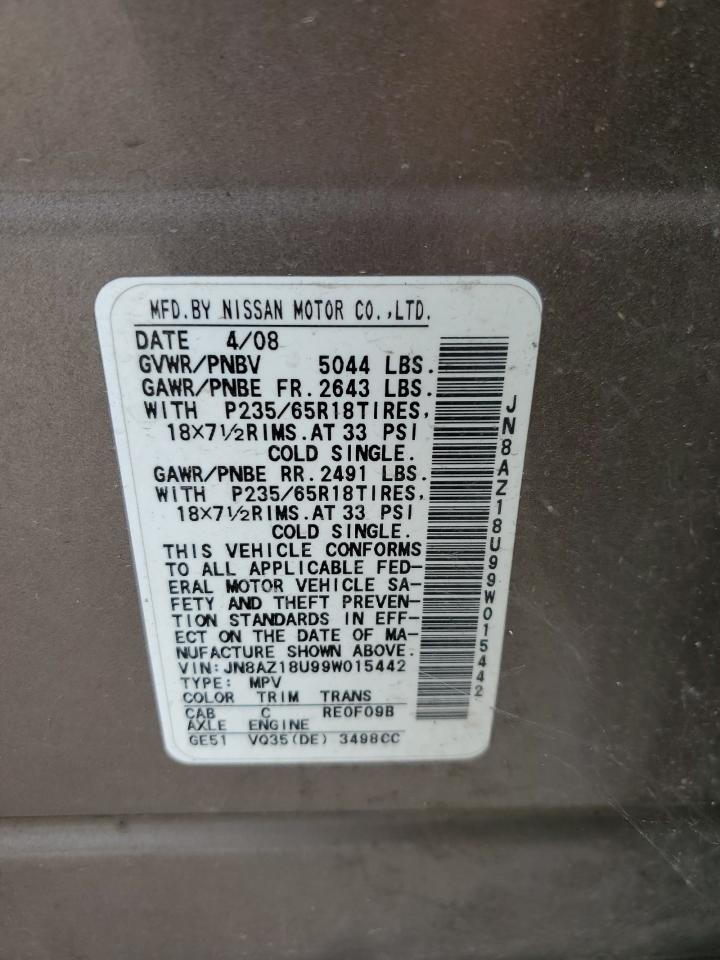 MFD.BY NISSAN MOTOR CO.,LTD.
DATE 4/08
GVWR/PNBV 5044 LBS.
GAWR/PNBE FR.2643 LBS.
WITH P235/65R18TIRES,
18×7½RIMS.AT 33 PSI
COLD SINGLE.
GAWR/PNBE RR.2491 LBS.
WITH P235/65R18TIRES,
18×7½RIMS.AT 33 PSI
COLD SINGLE.
THIS VEHICLE CONFORMS
TO ALL APPLICABLE FED-
ERAL MOTOR VEHICLE SA-
FETY AND THEFT PREVEN-
TION STANDARDS IN EFF-
ECT ON THE DATE OF MA-
NUFACTURE SHOWN ABOVE.
VIN:JN8AZ18U99W015442
TYPE: MPV
COLOR TRIM TRANS
CAB C RE0F09B
AXLE ENGINE
GE51 VQ35(DE) 3498CC
JN8AZ18U99W015442